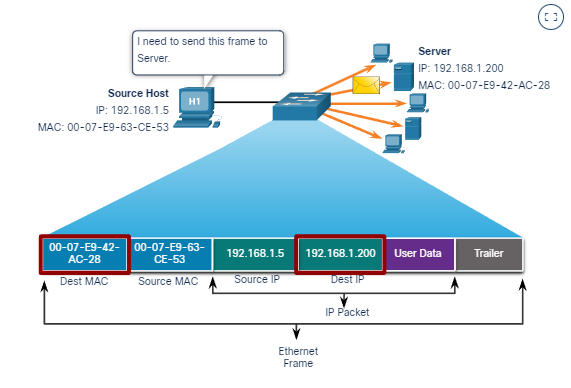 I need to send this frame to
Server.
Server
IP: 192.168.1.200
MAC: 00-07-E9-42-AC-28
Source Host
IP: 192.168.1.5
MAC: 00-07-E9-63-CE-53
H1
00-07-E9-42-
AC-28
00-07-E9-63-
CE-53
192.168.1.5
192.168.1.200
User Data
Trailer
Dest MAC
Source MAC
Source IP
Dest IP
IP Packet
Ethernet
Frame